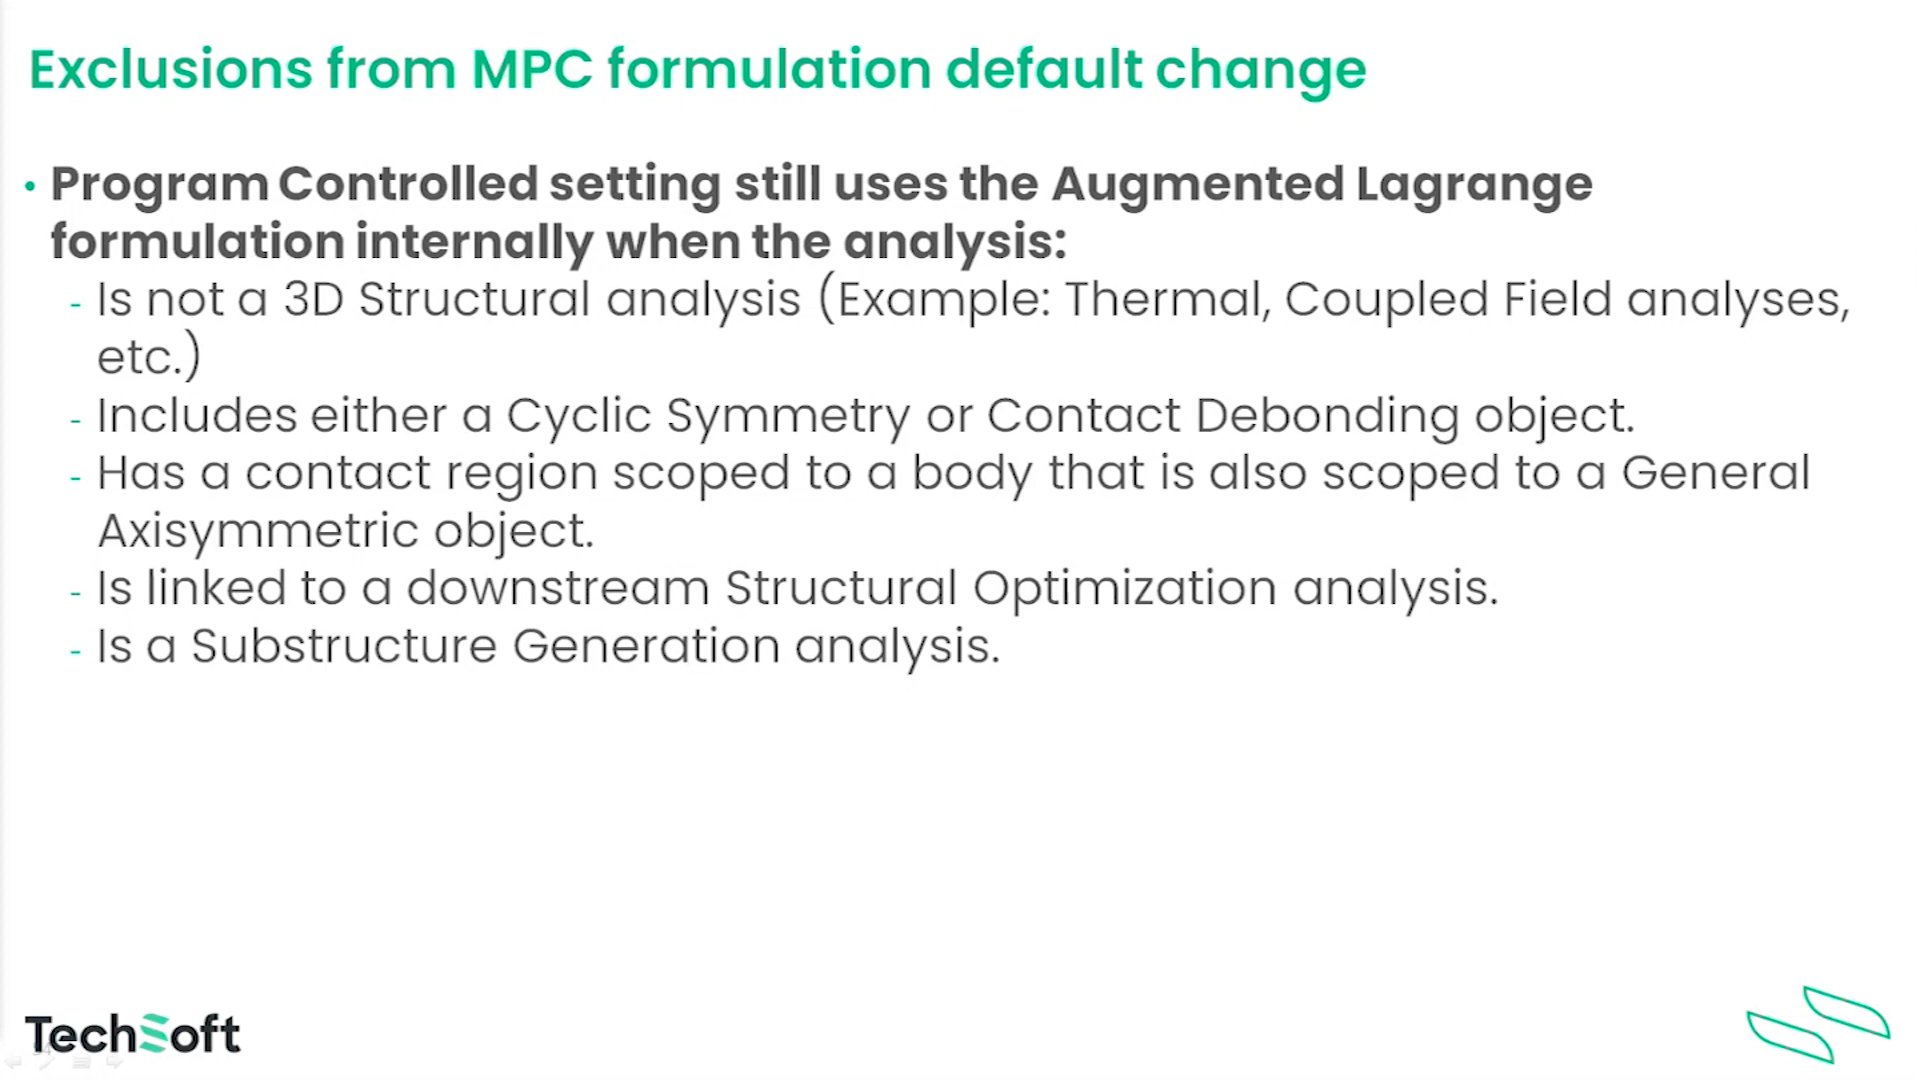 Exclusions from MPC formulation default change
• Program Controlled setting still uses the Augmented Lagrange
formulation internally when the analysis:
- Is not a 3D Structural analysis (Example: Thermal, Coupled Field analyses,
etc.)
- Includes either a Cyclic Symmetry or Contact Debonding object.
- Has a contact region scoped to a body that is also scoped to a General
Axisymmetric object.
- Is linked to a downstream Structural Optimization analysis.
- Is a Substructure Generation analysis.
TechSoft